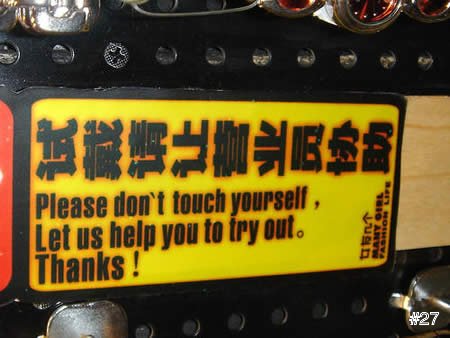 试戴请让营业员协助
Please don`t touch yourself ,
Let us help you to try out。
Thanks !
FASHION LIFE
#27